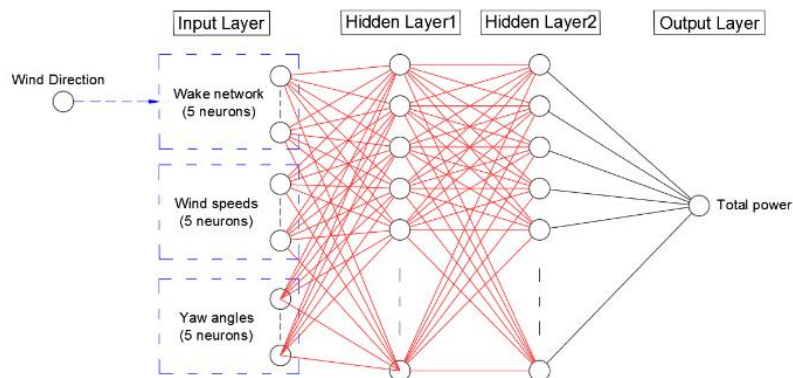 Input Layer
Hidden Layer1
Hidden Layer2
Output Layer
Wind Direction
Wake network
(5 neurons)
Wind speeds
(5 neurons)
Yaw angles
(5 neurons)
Total power